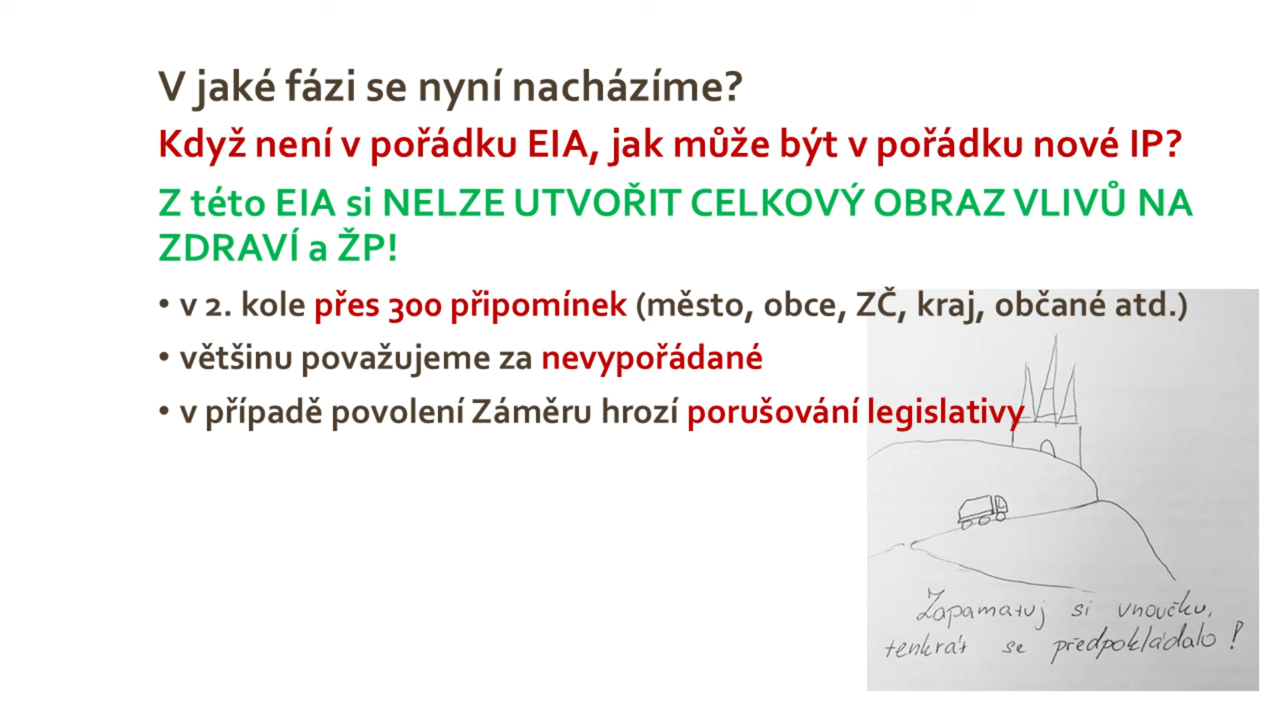 V jaké fázi se nyní nacházíme?
Když není v pořádku EIA, jak může být v pořádku nové IP?
Z této EIA si NELZE UTVOŘIT CELKOVÝ OBRAZ VLIVŮ NA
ZDRAVÍ a ŽP!
• v 2. kole přes 300 připomínek (město, obce, ZČ, kraj, občané atd.)
• většinu považujeme za nevypořádané
• v případě povolení Záměru hrozí porušování legislativy
Zapamatuj si vnoučku,
tenkrát se předpokládalo!